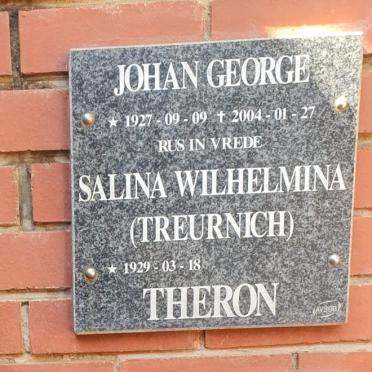 JOHAN GEORGE
★ 1927 - 09 - 09 ✝ 2004 - 01 - 27
RUS IN VREDE
SALINA WILHELMINA
(TREURNICH)
★ 1929 - 03 - 18
THERON